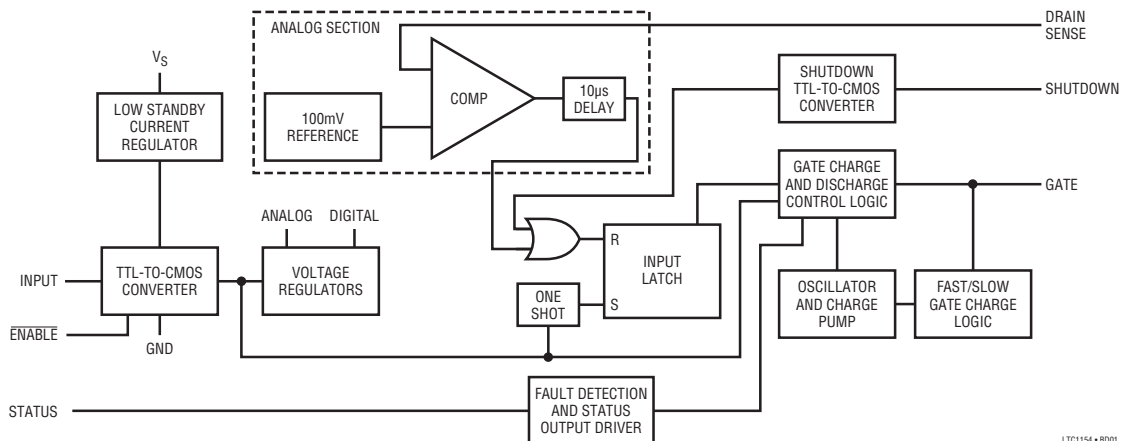 ANALOG SECTION
DRAIN
SENSE
V_S
LOW STANDBY
CURRENT
REGULATOR
100mV
REFERENCE
COMP
10µs
DELAY
SHUTDOWN
TTL-TO-CMOS
CONVERTER
SHUTDOWN
GATE CHARGE
AND DISCHARGE
CONTROL LOGIC
GATE
ANALOG
DIGITAL
INPUT
TTL-TO-CMOS
CONVERTER
VOLTAGE
REGULATORS
R
INPUT
LATCH
S
ONE
SHOT
OSCILLATOR
AND CHARGE
PUMP
FAST/SLOW
GATE CHARGE
LOGIC
ENABLE
GND
STATUS
FAULT DETECTION
AND STATUS
OUTPUT DRIVER
LTC1154 • BD01